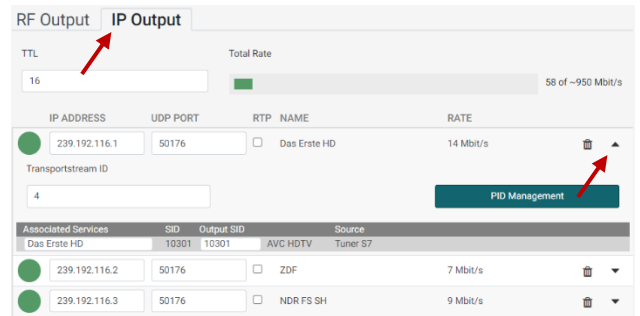 RF Output IP Output
TTL Total Rate
16 58 of ~950 Mbit/s
IP ADDRESS UDP PORT RTP NAME RATE
239.192.116.1 50176 Das Erste HD 14 Mbit/s
Transportstream ID
4 PID Management
Associated Services SID Output SID Source
Das Erste HD 10301 10301 AVC HDTV Tuner S7
239.192.116.2 50176 ZDF 7 Mbit/s
239.192.116.3 50176 NDR FS SH 9 Mbit/s